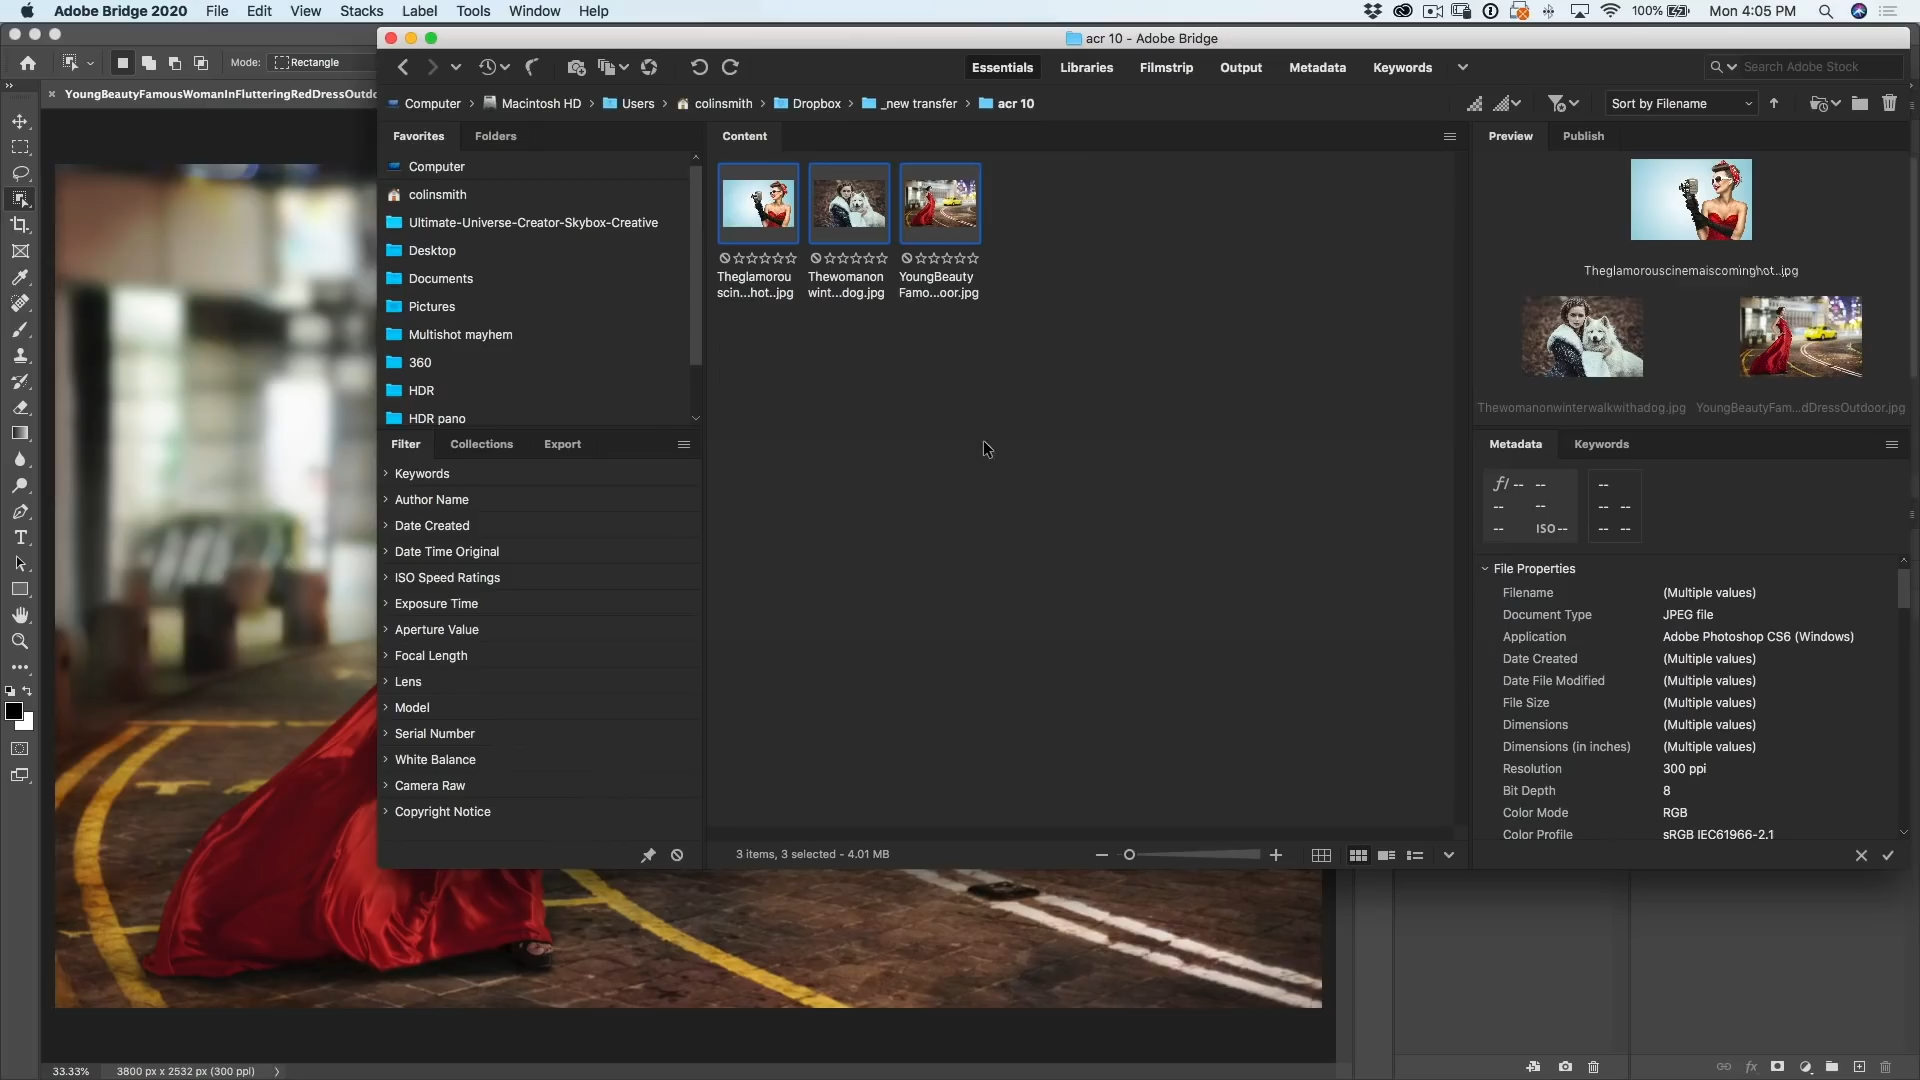 Adobe Bridge 2020 File Edit View Stacks Label Tools Window Help
100% Mon 4:05 PM
acr 10 - Adobe Bridge
Mode: Rectangle
Essentials Libraries Filmstrip Output Metadata Keywords
Search Adobe Stock
YoungBeautyFamousWomanInFlutteringRedDressOutdo
Computer Macintosh HD Users colinsmith Dropbox _new transfer acr 10
Sort by Filename
Favorites Folders
Computer
colinsmith
Ultimate-Universe-Creator-Skybox-Creative
Desktop
Documents
Pictures
Multishot mayhem
360
HDR
HDR pano
Filter Collections Export
Keywords
Author Name
Date Created
Date Time Original
ISO Speed Ratings
Exposure Time
Aperture Value
Focal Length
Lens
Model
Serial Number
White Balance
Camera Raw
Copyright Notice
Content
Theglamorou
scin...hot..jpg
Thewomanon
wint...dog.jpg
YoungBeauty
Famo...oor.jpg
3 items, 3 selected - 4.01 MB
Preview Publish
Theglamorouscinemaiscominghot..jpg
Thewomanonwinterwalkwithadog.jpg
YoungBeautyFam...dDressOutdoor.jpg
Metadata Keywords
f/ -- --
-- --
-- ISO --
--
-- --
-- --
File Properties
Filename (Multiple values)
Document Type JPEG file
Application Adobe Photoshop CS6 (Windows)
Date Created (Multiple values)
Date File Modified (Multiple values)
File Size (Multiple values)
Dimensions (Multiple values)
Dimensions (in inches) (Multiple values)
Resolution 300 ppi
Bit Depth 8
Color Mode RGB
Color Profile sRGB IEC61966-2.1
33.33% 3800 px x 2532 px (300 ppi)
fx